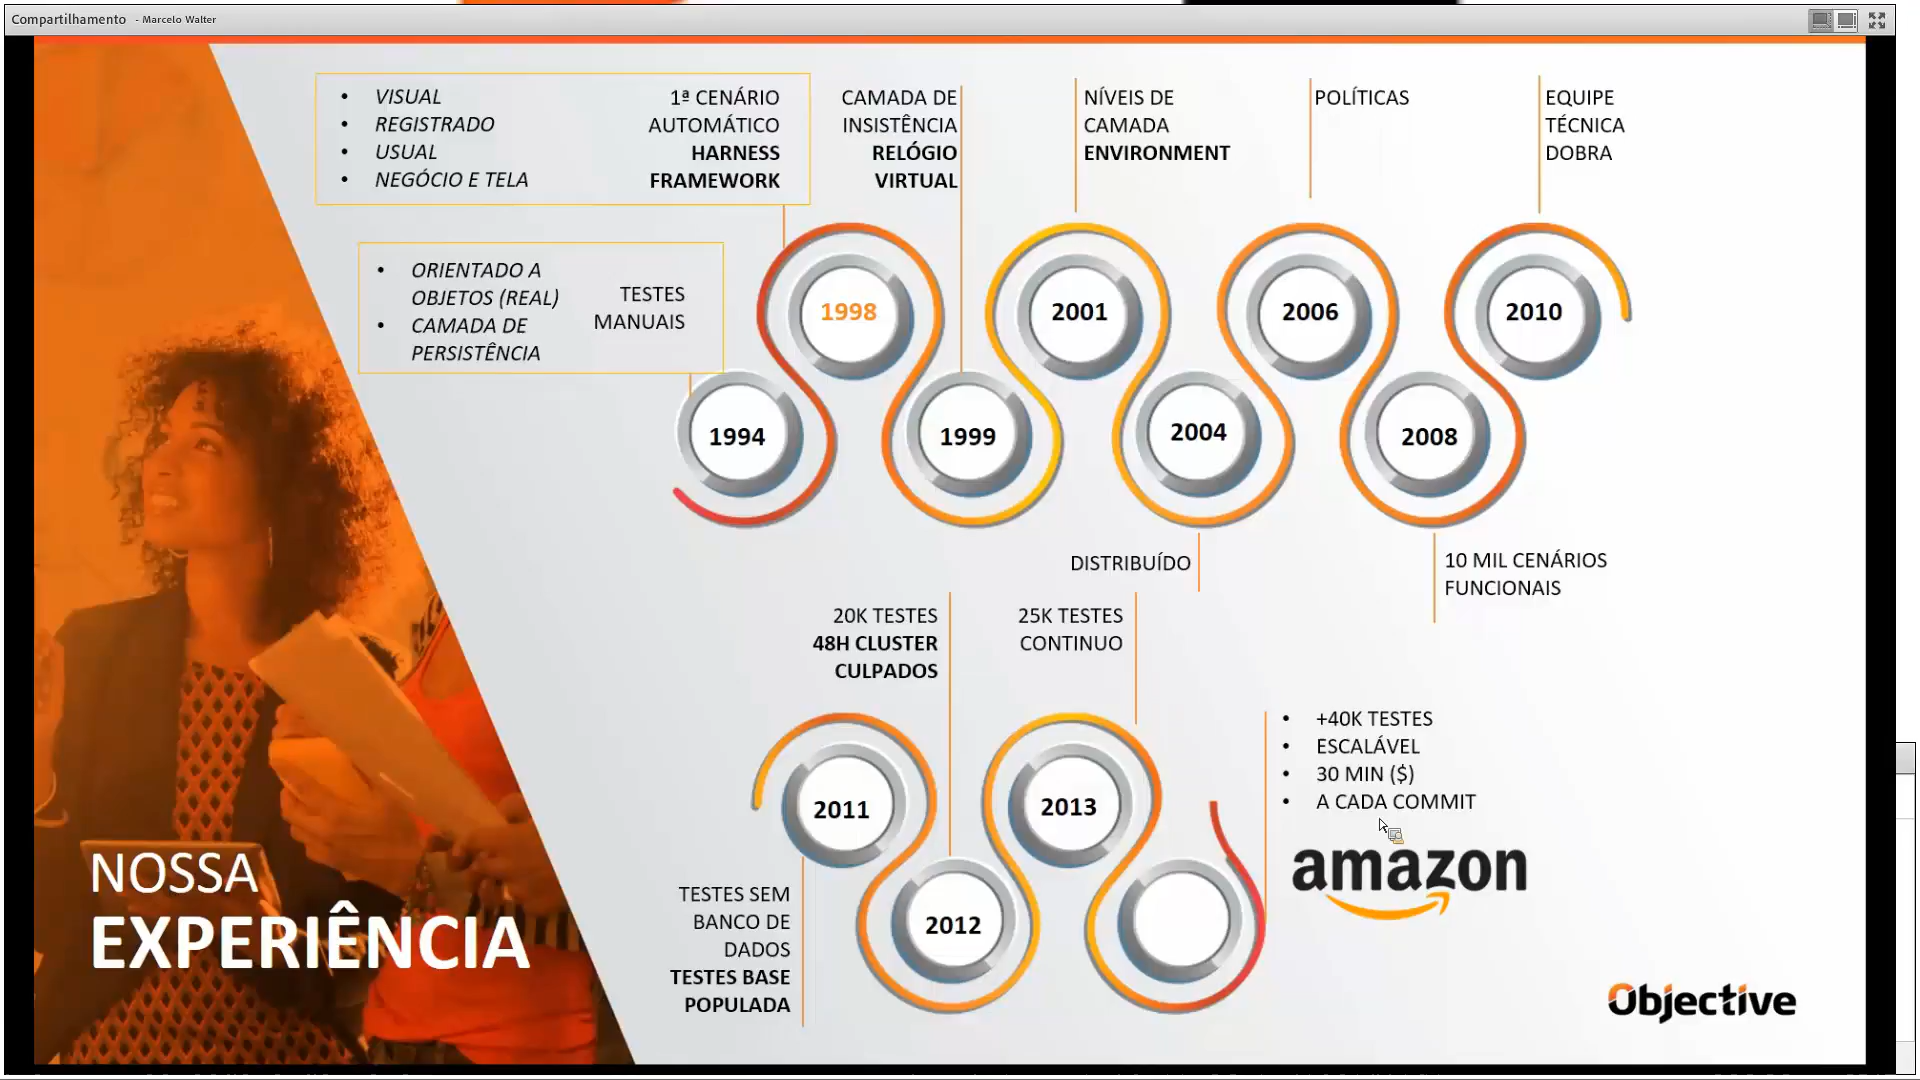 Compartilhamento - Marcelo Walter
• VISUAL
• REGISTRADO
• USUAL
• NEGÓCIO E TELA
1ª CENÁRIO
AUTOMÁTICO
HARNESS
FRAMEWORK
CAMADA DE
INSISTÊNCIA
RELÓGIO
VIRTUAL
NÍVEIS DE
CAMADA
ENVIRONMENT
POLÍTICAS
EQUIPE
TÉCNICA
DOBRA
• ORIENTADO A
OBJETOS (REAL)
• CAMADA DE
PERSISTÊNCIA
TESTES
MANUAIS
1998
2001
2006
2010
1994
1999
2004
2008
DISTRIBUÍDO
10 MIL CENÁRIOS
FUNCIONAIS
20K TESTES
48H CLUSTER
CULPADOS
25K TESTES
CONTINUO
• +40K TESTES
• ESCALÁVEL
• 30 MIN ($)
• A CADA COMMIT
2011
2013
2012
amazon
TESTES SEM
BANCO DE
DADOS
TESTES BASE
POPULADA
NOSSA
EXPERIÊNCIA
Objective